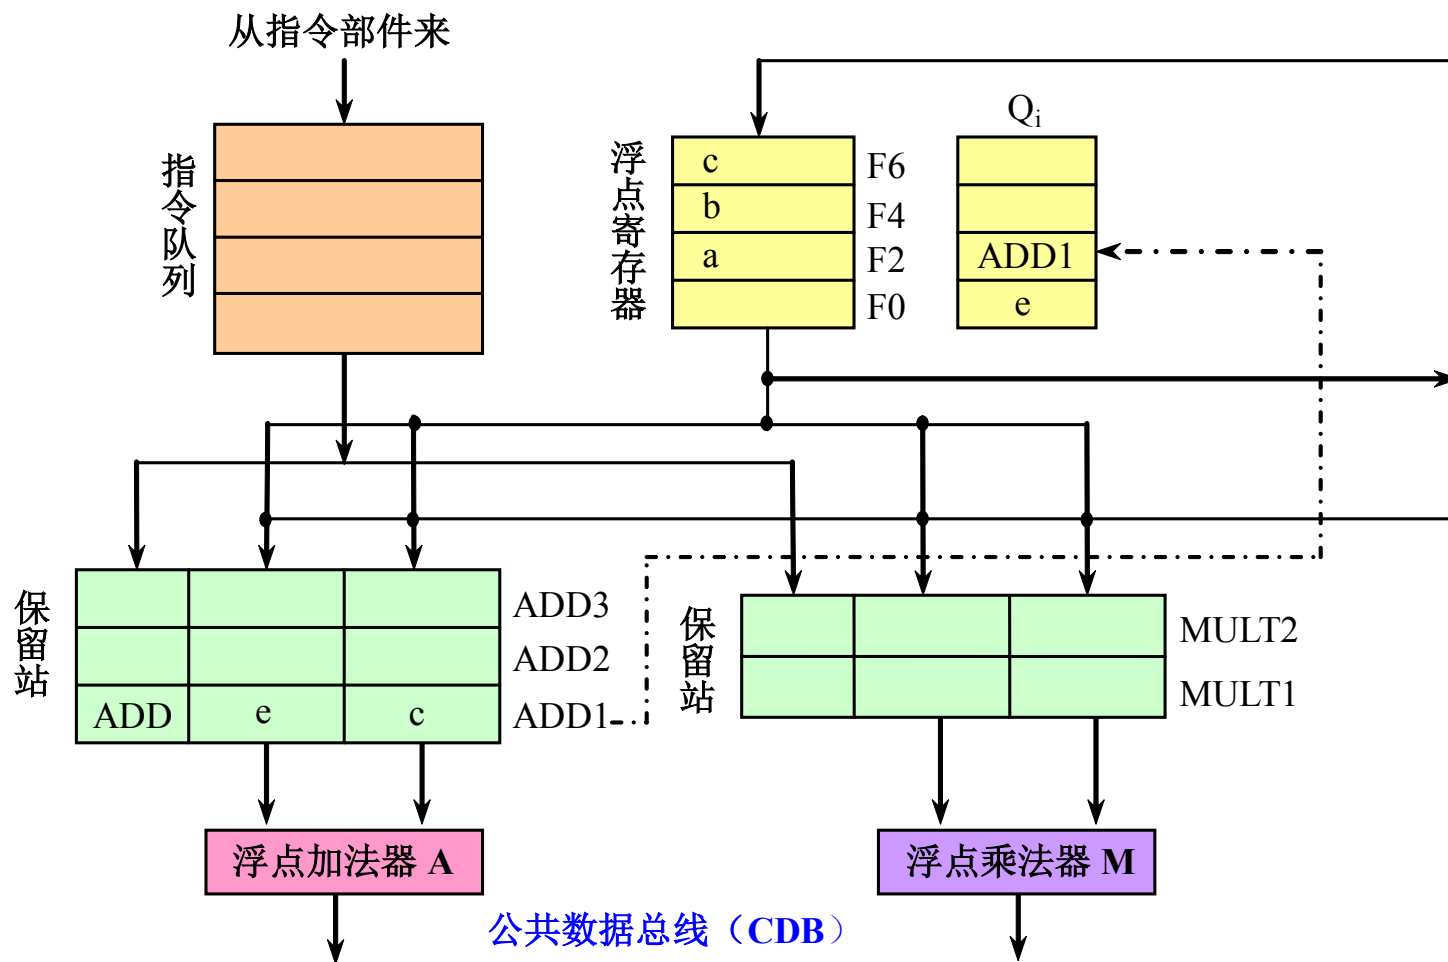 从指令部件来
指令队列
浮点寄存器
Qi
c F6
b F4
a F2 ADD1
F0 e
保留站
ADD3
ADD2
ADD e c ADD1
保留站
MULT2
MULT1
浮点加法器 A
浮点乘法器 M
公共数据总线（CDB）